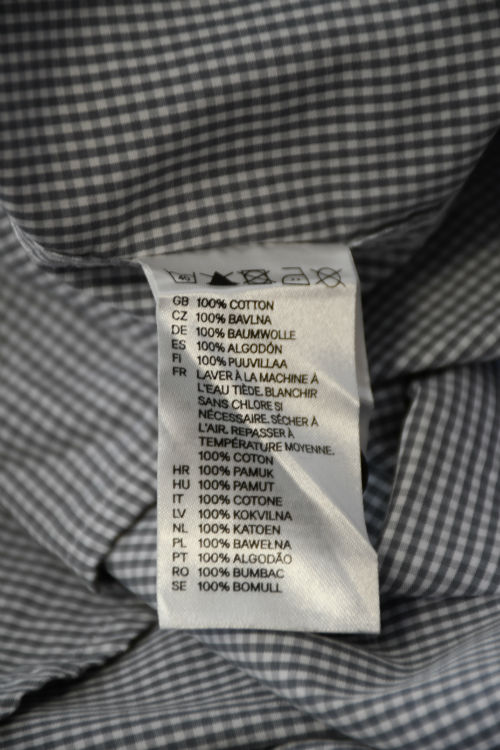 40
GB 100% COTTON
CZ 100% BAVLNA
DE 100% BAUMWOLLE
ES 100% ALGODÓN
FI 100% PUUVILLAA
FR LAVER À LA MACHINE À
L'EAU TIÈDE. BLANCHIR
SANS CHLORE SI
NÉCESSAIRE. SÉCHER À
L'AIR. REPASSER À
TEMPÉRATURE MOYENNE.
100% COTON
HR 100% PAMUK
HU 100% PAMUT
IT 100% COTONE
LV 100% KOKVILNA
NL 100% KATOEN
PL 100% BAWEŁNA
PT 100% ALGODÃO
RO 100% BUMBAC
SE 100% BOMULL